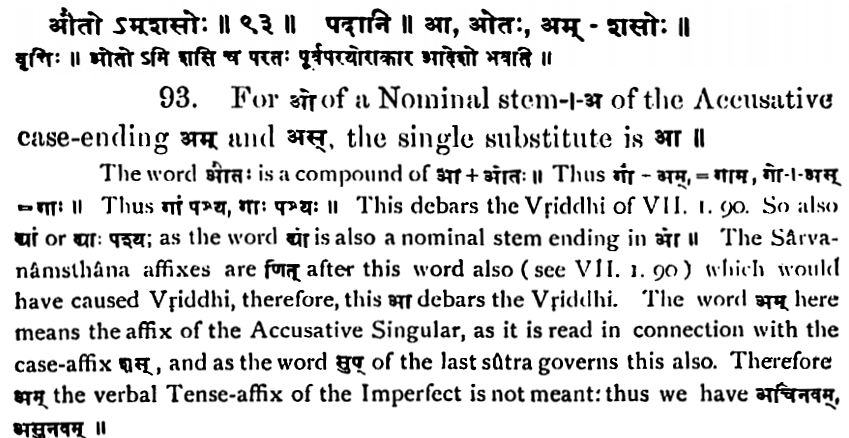 औतो ऽम्शसोः ॥ ९३ ॥ पदानि ॥ आ, ओतः, अम् - शसोः ॥
वृत्तिः ॥ ओतो ऽमि शसि च परतः पूर्वपरयोराकार आदेशो भवति ॥
93. For ओ of a Nominal stem-।-अ of the Accusative
case-ending अम् and अस्, the single substitute is आ ॥
The word औतः is a compound of आ + ओतः ॥ Thus गो - अम्, = गाम, गो-।-अस्
= गाः ॥ Thus गां पश्य, गाः पश्यः ॥ This debars the Vṛiddhi of VII. 1. 90. So also
द्यां or द्याः पश्य; as the word द्यो is also a nominal stem ending in ओ ॥ The Sârva-
nâmsthâna affixes are णित् after this word also ( see VII. 1. 90 ) which would
have caused Vṛiddhi, therefore, this आ debars the Vṛiddhi. The word अम् here
means the affix of the Accusative Singular, as it is read in connection with the
case-affix शस्, and as the word सुप् of the last sûtra governs this also. Therefore
अम् the verbal Tense-affix of the Imperfect is not meant: thus we have अचिनवम्,
असुनवम् ॥